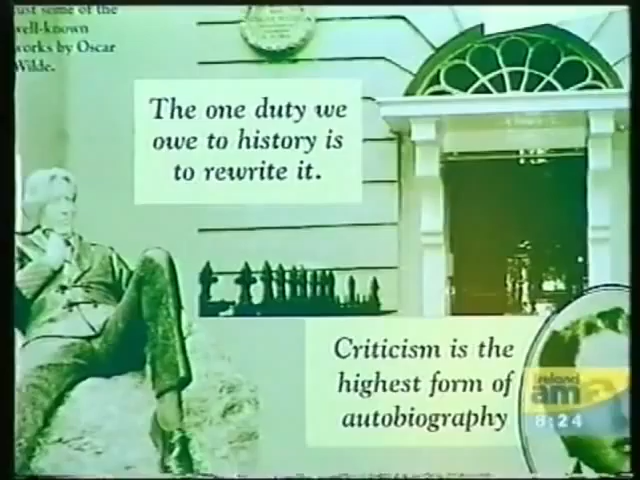 just some of the
well-known
works by Oscar
Wilde.
The one duty we
owe to history is
to rewrite it.
Criticism is the
highest form of
autobiography
ireland
am
8:24